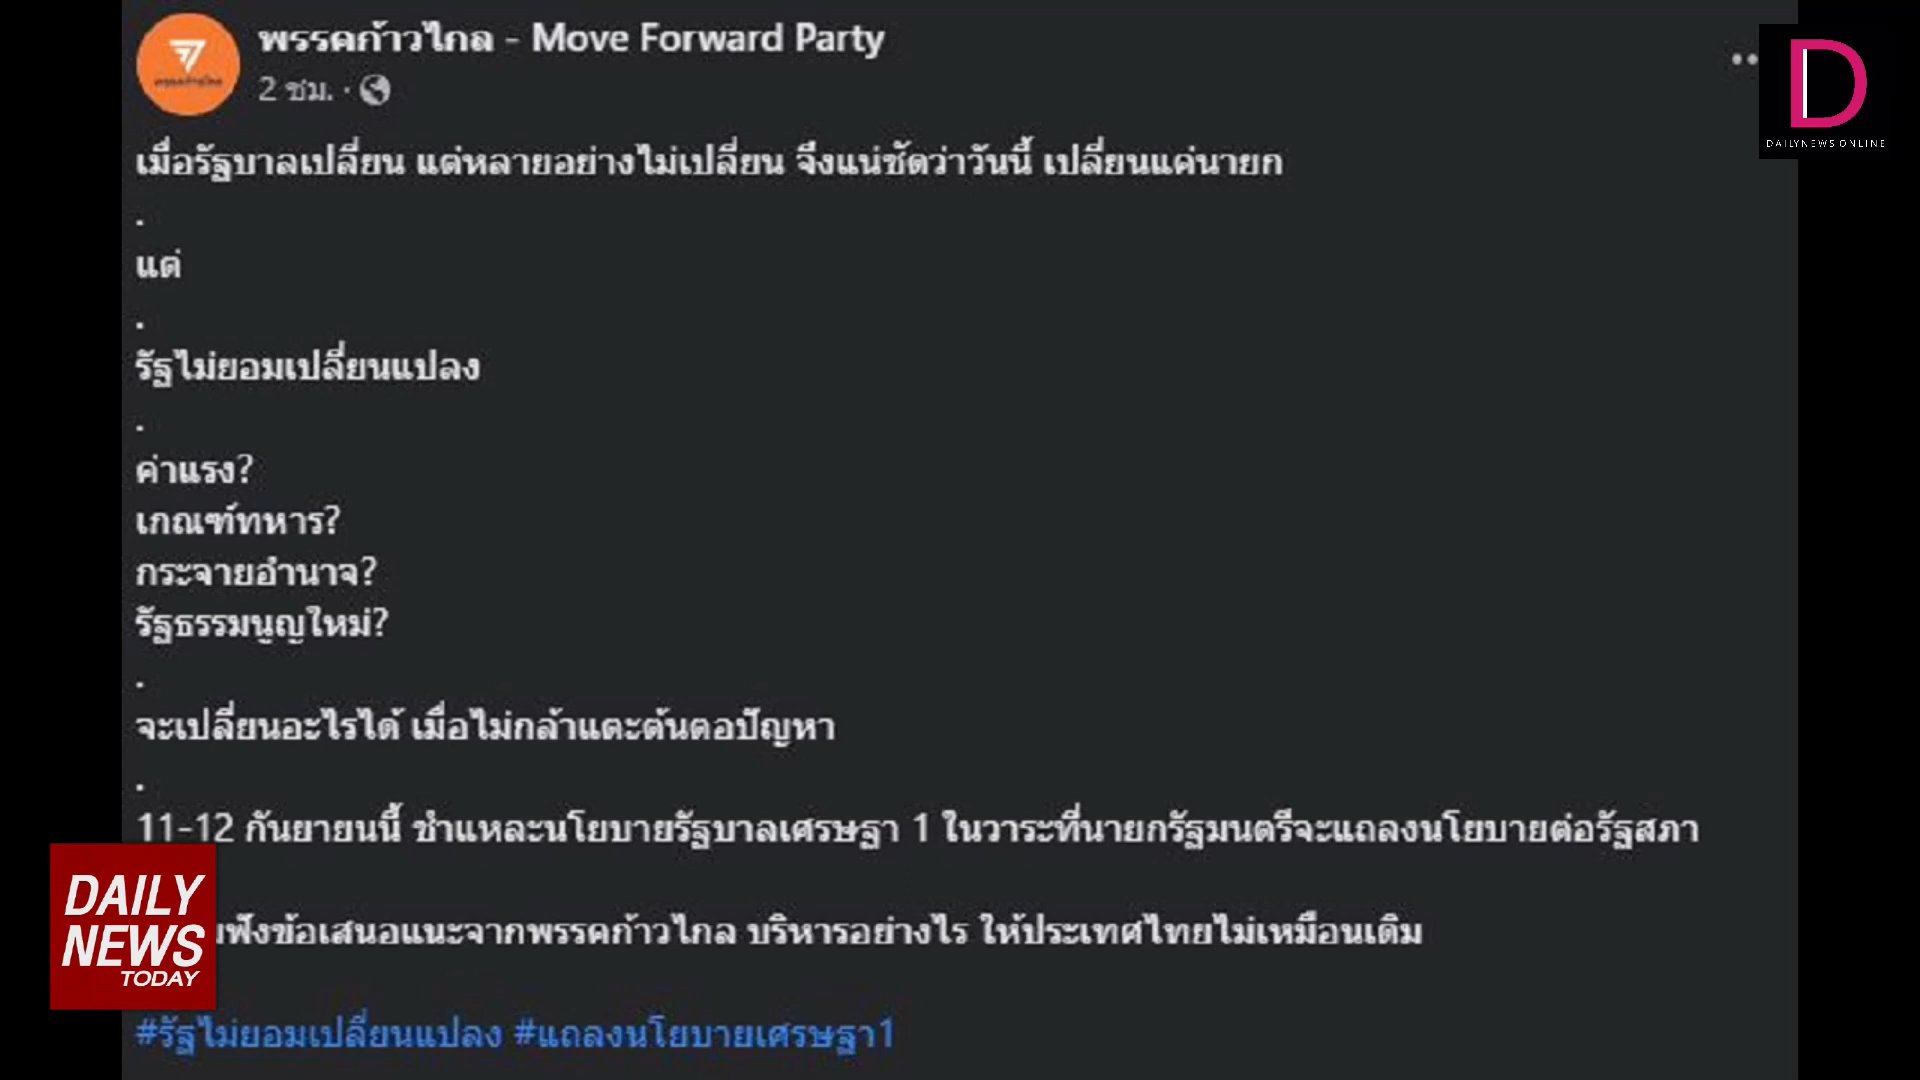 พรรคก้าวไกล - Move Forward Party
2 ชม.
เมื่อรัฐบาลเปลี่ยน แต่หลายอย่างไม่เปลี่ยน จึงแน่ชัดว่าวันนี้ เปลี่ยนแค่นายก
.
แต่
.
รัฐไม่ยอมเปลี่ยนแปลง
.
ค่าแรง?
เกณฑ์ทหาร?
กระจายอำนาจ?
รัฐธรรมนูญใหม่?
.
จะเปลี่ยนอะไรได้ เมื่อไม่กล้าแตะต้นตอปัญหา
.
11-12 กันยายนนี้ ชำแหละนโยบายรัฐบาลเศรษฐา 1 ในวาระที่นายกรัฐมนตรีจะแถลงนโยบายต่อรัฐสภา
ฟังข้อเสนอแนะจากพรรคก้าวไกล บริหารอย่างไร ให้ประเทศไทยไม่เหมือนเดิม
#รัฐไม่ยอมเปลี่ยนแปลง #แถลงนโยบายเศรษฐา1
D
DAILYNEWS ONLINE
DAILY
NEWS
TODAY